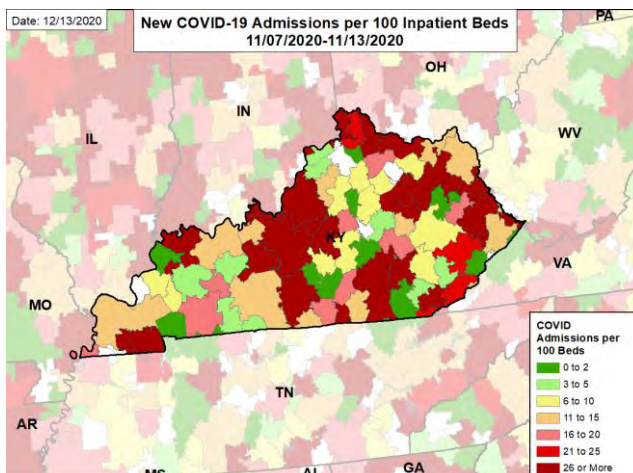 Date: 12/13/2020
New COVID-19 Admissions per 100 Inpatient Beds
11/07/2020-11/13/2020
PA
OH
IN
IL
WV
KY
VA
MO
TN
AR
MS
AL
GA
COVID
Admissions per
100 Beds
0 to 2
3 to 5
6 to 10
11 to 15
16 to 20
21 to 25
26 or More